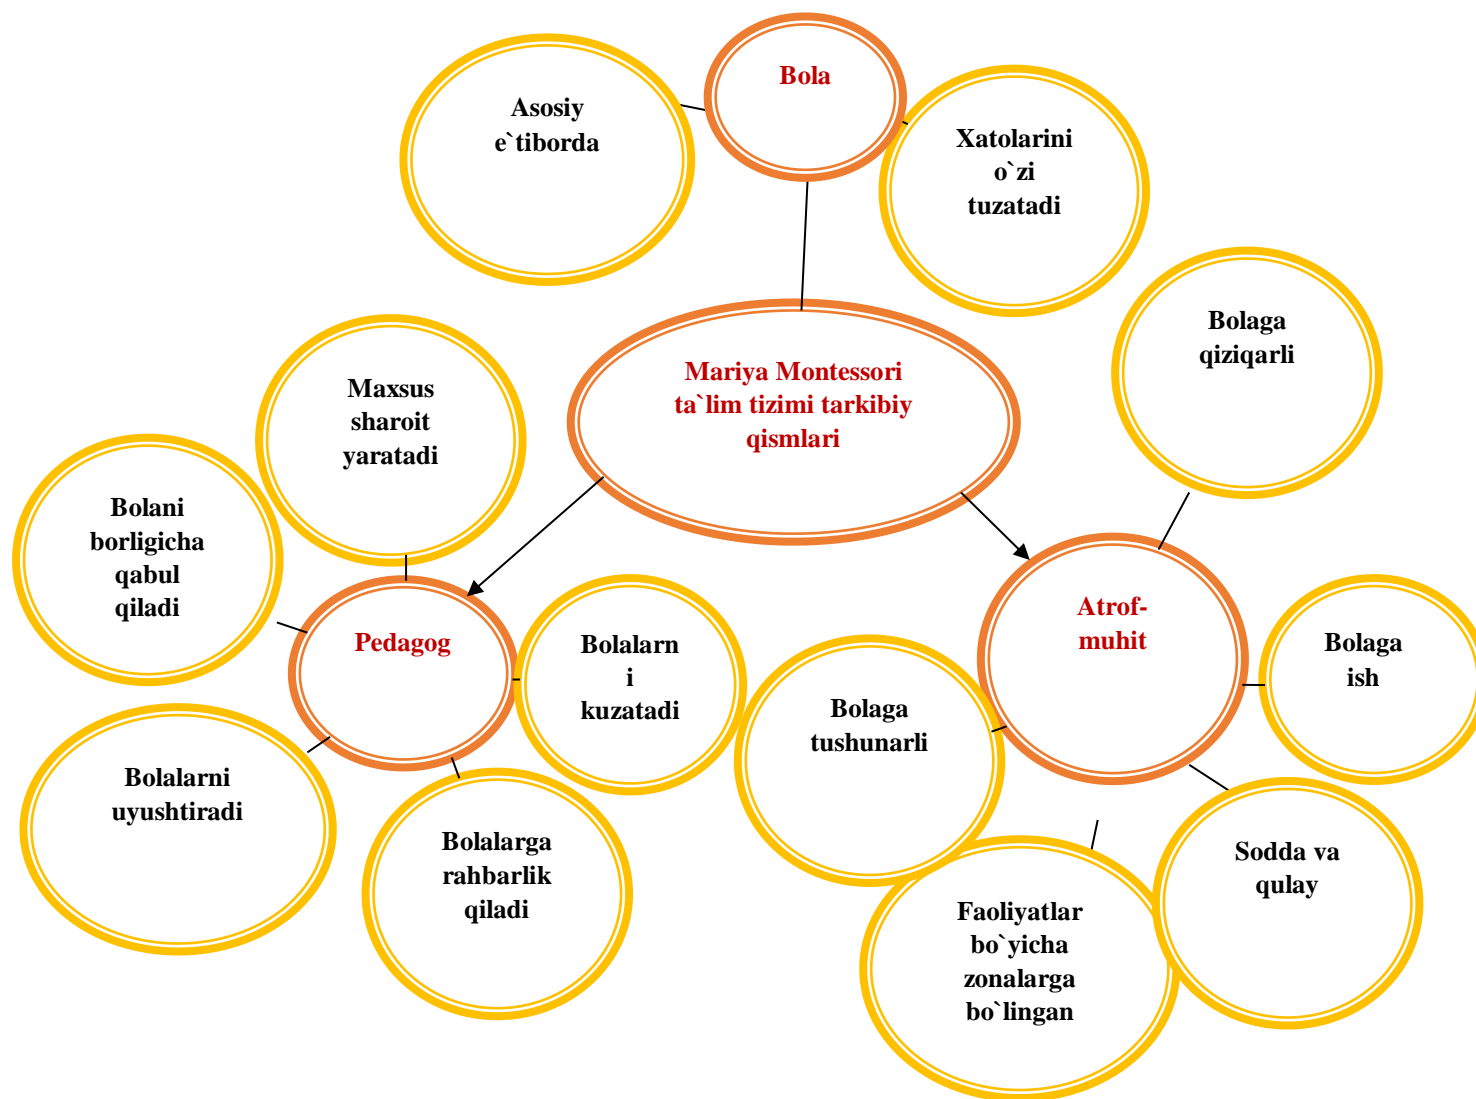 Bola
Asosiy
e`tiborda
Xatolarini
o`zi
tuzatadi
Bolaga
qiziqarli
Mariya Montessori
ta`lim tizimi tarkibiy
qismlari
Maxsus
sharoit
yaratadi
Bolani
borligicha
qabul
qiladi
Pedagog
Bolalarn
i
kuzatadi
Atrof-
muhit
Bolaga
ish
Bolaga
tushunarli
Bolalarni
uyushtiradi
Bolalarga
rahbarlik
qiladi
Sodda va
qulay
Faoliyatlar
bo`yicha
zonalarga
bo`lingan